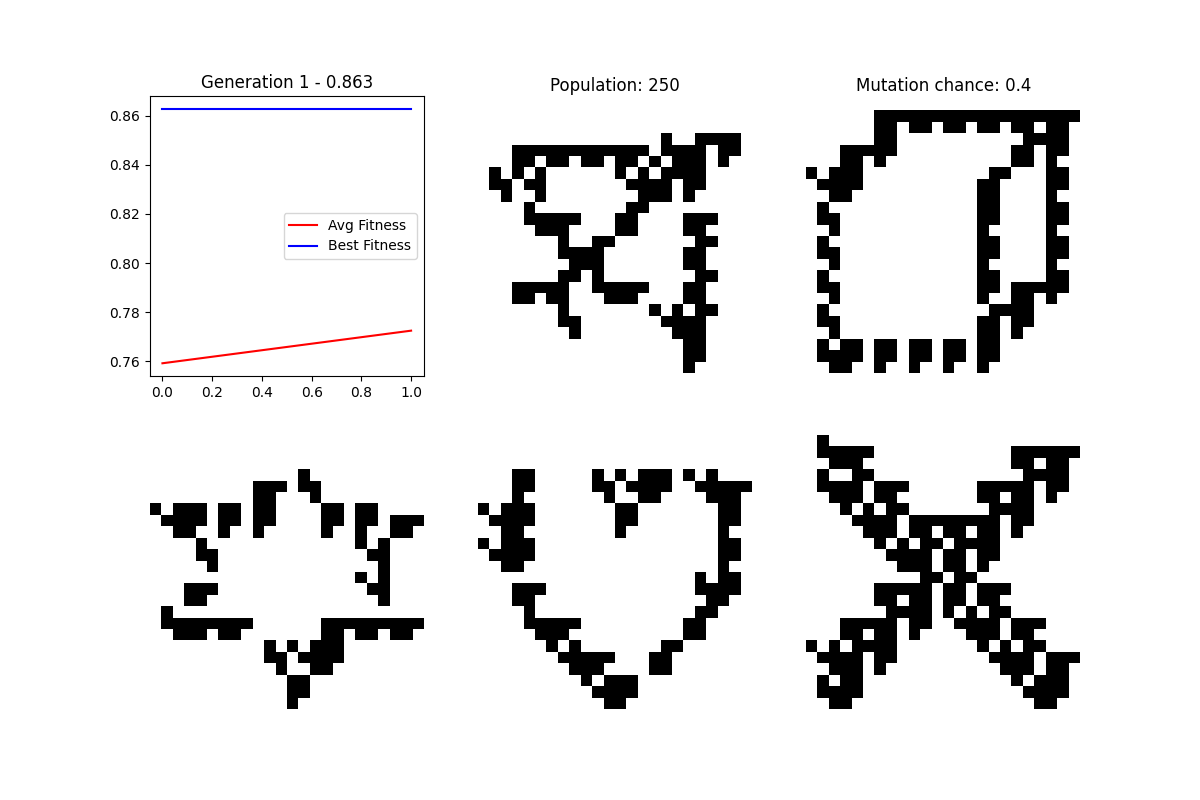 Generation 1 - 0.863
Population: 250
Mutation chance: 0.4
0.86
0.84
0.82
0.80
0.78
0.76
Avg Fitness
Best Fitness
0.0 0.2 0.4 0.6 0.8 1.0